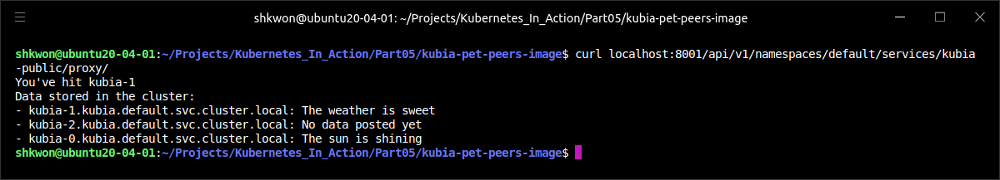 shkwon@ubuntu20-04-01: ~/Projects/Kubernetes_In_Action/Part05/kubia-pet-peers-image
shkwon@ubuntu20-04-01:~/Projects/Kubernetes_In_Action/Part05/kubia-pet-peers-image$ curl localhost:8001/api/v1/namespaces/default/services/kubia
-public/proxy/
You've hit kubia-1
Data stored in the cluster:
- kubia-1.kubia.default.svc.cluster.local: The weather is sweet
- kubia-2.kubia.default.svc.cluster.local: No data posted yet
- kubia-0.kubia.default.svc.cluster.local: The sun is shining
shkwon@ubuntu20-04-01:~/Projects/Kubernetes_In_Action/Part05/kubia-pet-peers-image$